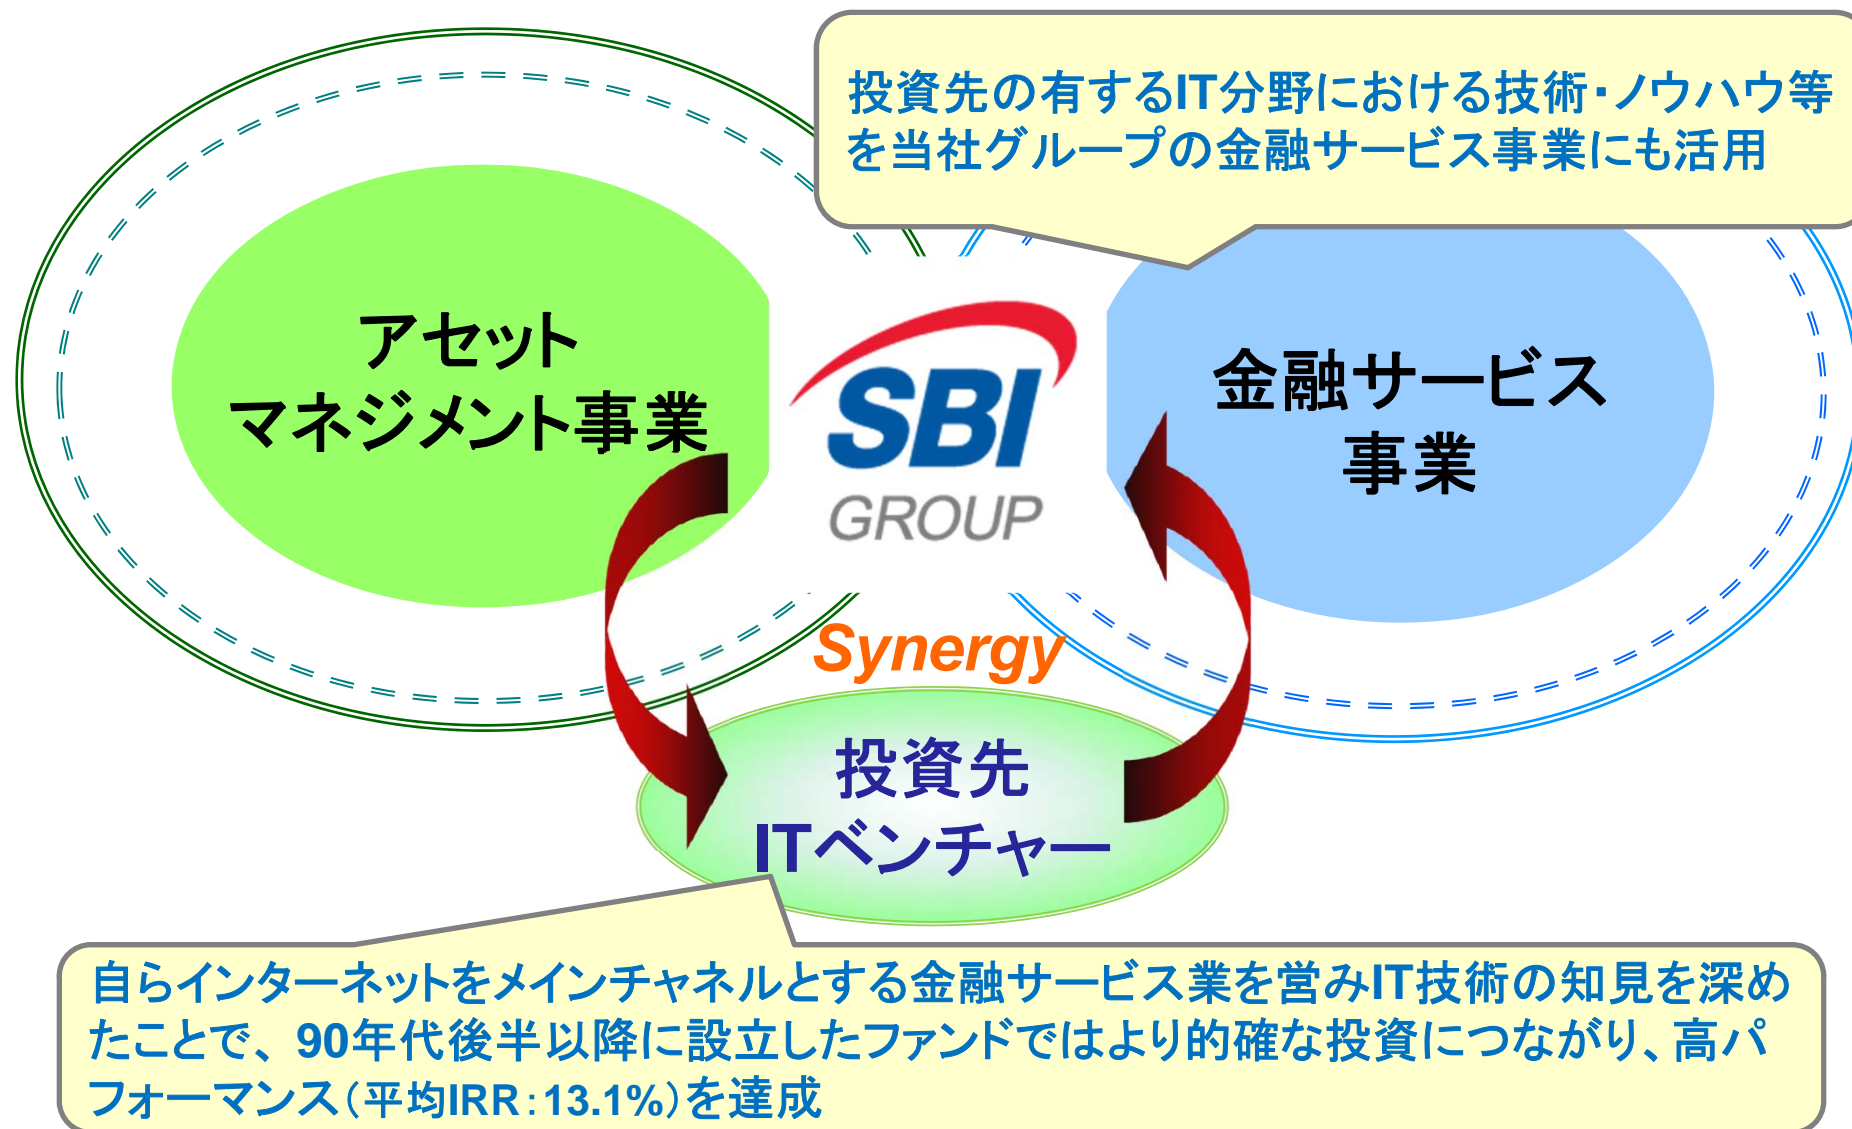 投資先の有するIT分野における技術・ノウハウ等
を当社グループの金融サービス事業にも活用
アセット
マネジメント事業
SBI
GROUP
金融サービス
事業
Synergy
投資先
ITベンチャー
自らインターネットをメインチャネルとする金融サービス業を営みIT技術の知見を深め
たことで、90年代後半以降に設立したファンドではより的確な投資につながり、高パ
フォーマンス（平均IRR：13.1%）を達成